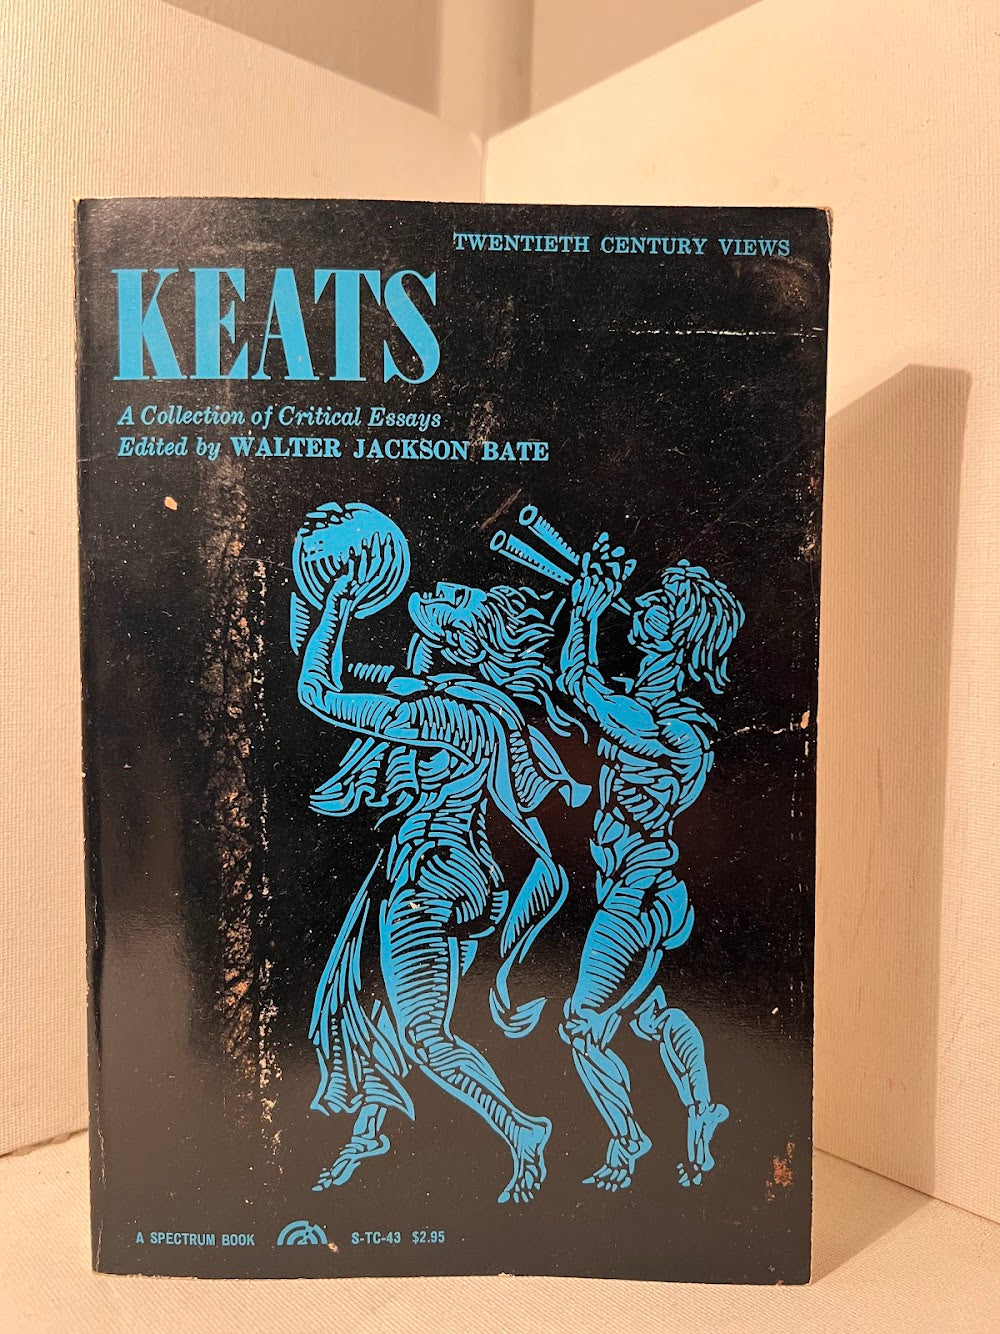 TWENTIETH CENTURY VIEWS
KEATS
A Collection of Critical Essays
Edited by WALTER JACKSON BATE
A SPECTRUM BOOK S-TC-43 $2.95